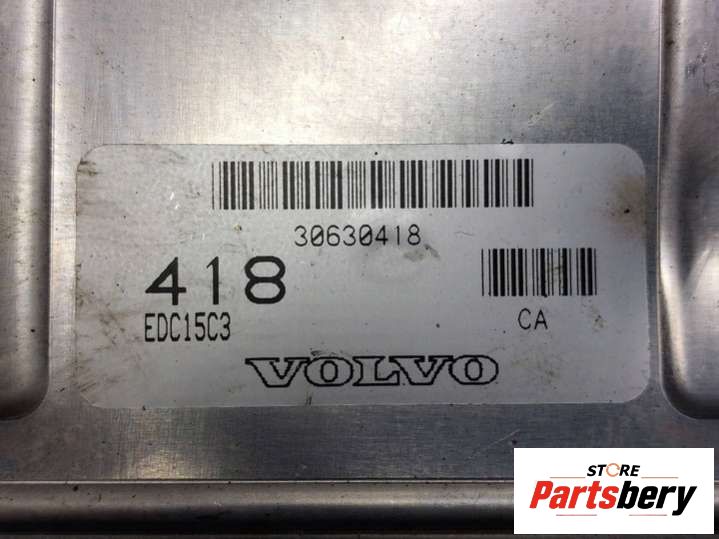 30630418
418
EDC15C3
CA
VOLVO
STORE
Partsbery